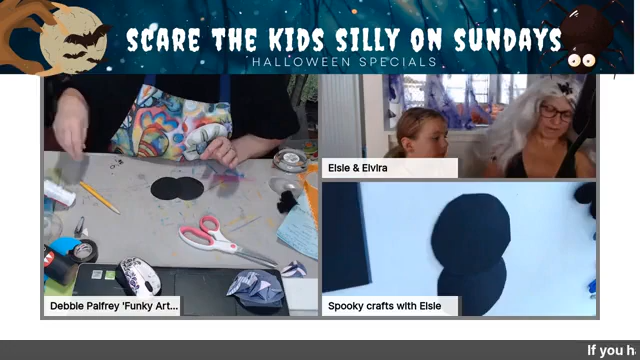 SCARE THE KIDS SILLY ON SUNDAYS
HALLOWEEN SPECIALS
Elsie & Elvira
Debbie Palfrey 'Funky Art...
Spooky crafts with Elsie
If you h